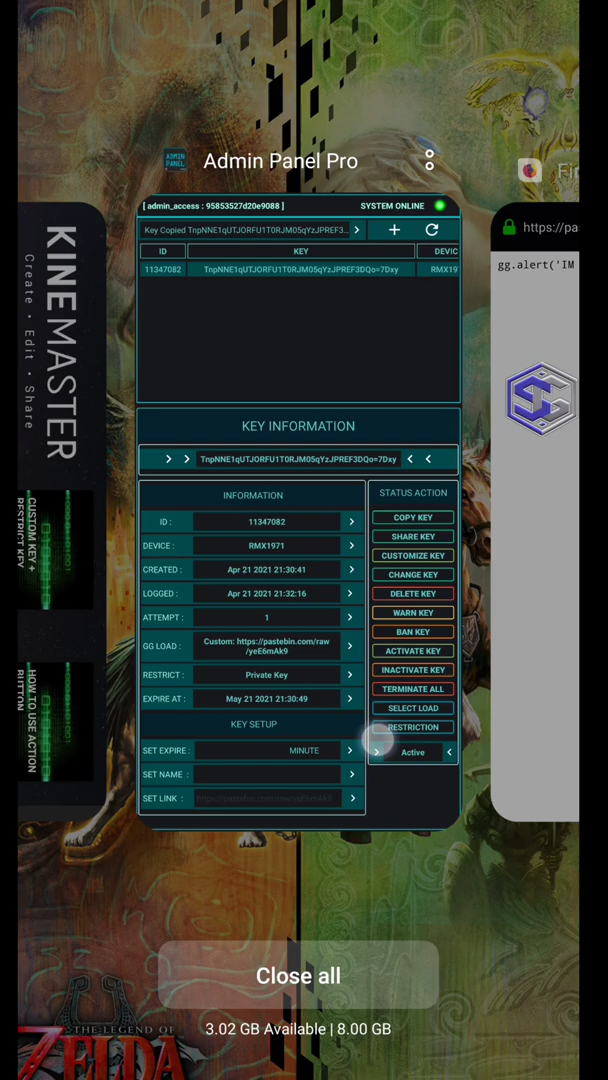 Admin Panel Pro
ADMIN
PANEL
Fir
[ admin_access : 95853527d20e9088 ]
SYSTEM ONLINE
Key Copied TnpNNE1qUTJORFU1T0RJM05qYzJPREF3...
ID
KEY
DEVIC
11347082
TnpNNE1qUTJORFU1T0RJM05qYzJPREF3DQo=7Dxy
RMX197
KEY INFORMATION
TnpNNE1qUTJORFU1T0RJM05qYzJPREF3DQo=7Dxy
INFORMATION
ID :
11347082
DEVICE :
RMX1971
CREATED :
Apr 21 2021 21:30:41
LOGGED :
Apr 21 2021 21:32:16
ATTEMPT :
1
GG LOAD :
Custom: https://pastebin.com/raw
/yeE6mAk9
RESTRICT :
Private Key
EXPIRE AT :
May 21 2021 21:30:49
KEY SETUP
SET EXPIRE :
MINUTE
SET NAME :
SET LINK :
STATUS ACTION
COPY KEY
SHARE KEY
CUSTOMIZE KEY
CHANGE KEY
DELETE KEY
WARN KEY
BAN KEY
ACTIVATE KEY
INACTIVATE KEY
TERMINATE ALL
SELECT LOAD
RESTRICTION
Active
KINEMASTER
Create • Edit • Share
CUSTOM KEY +
RESTRICT KEY
HOW TO USE ACTION
BUTTON
https://pa
gg.alert('IM
Close all
3.02 GB Available | 8.00 GB
THE LEGEND OF
ZELDA